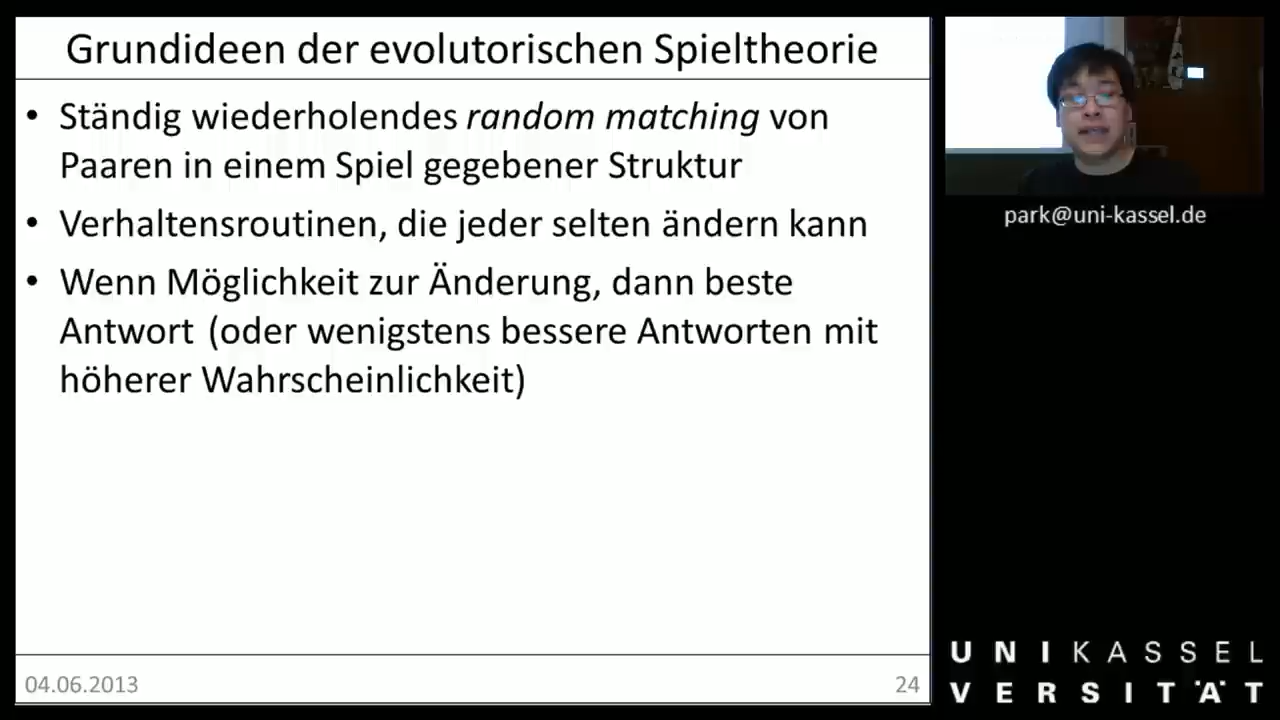 Grundideen der evolutorischen Spieltheorie
• Ständig wiederholendes random matching von
Paaren in einem Spiel gegebener Struktur
• Verhaltensroutinen, die jeder selten ändern kann
• Wenn Möglichkeit zur Änderung, dann beste
Antwort (oder wenigstens bessere Antworten mit
höherer Wahrscheinlichkeit)
04.06.2013
24
park@uni-kassel.de
UNIKASSEL
VERSITÄT